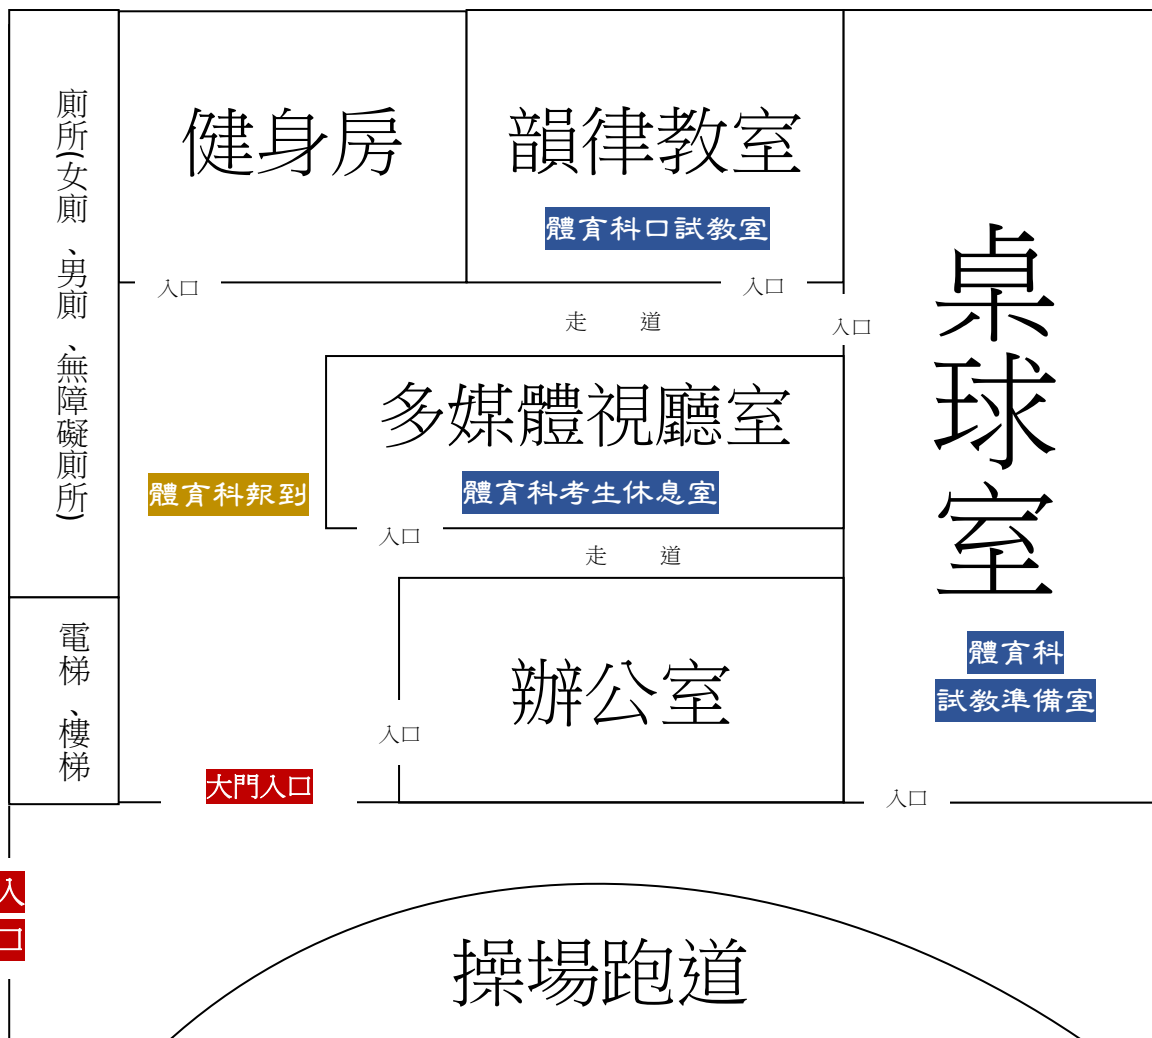 廁所(女廁、男廁、無障礙廁所)
健身房
韻律教室
體育科口試教室
入口
入口
走 道
入口
桌球室
多媒體視聽室
體育科報到
體育科考生休息室
入口
走 道
電梯、樓梯
辦公室
體育科
試教準備室
入口
大門入口
入口
入口
操場跑道